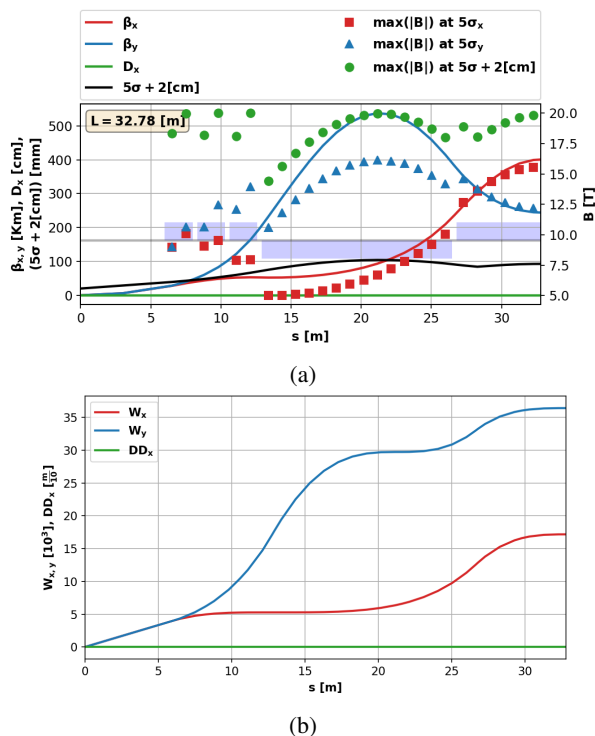 βx
βy
Dx
5σ + 2[cm]
max(|B|) at 5σx
max(|B|) at 5σy
max(|B|) at 5σ + 2[cm]
L = 32.78 [m]
βx,y [Km], Dx [cm],
(5σ + 2[cm]) [mm]
500
400
300
200
100
0
20.0
17.5
15.0
12.5
10.0
7.5
5.0
B [T]
0 5 10 15 20 25 30
s [m]
(a)
Wx
Wy
DDx
Wx,y [10³], DDx [m/10]
35
30
25
20
15
10
5
0
0 5 10 15 20 25 30
s [m]
(b)